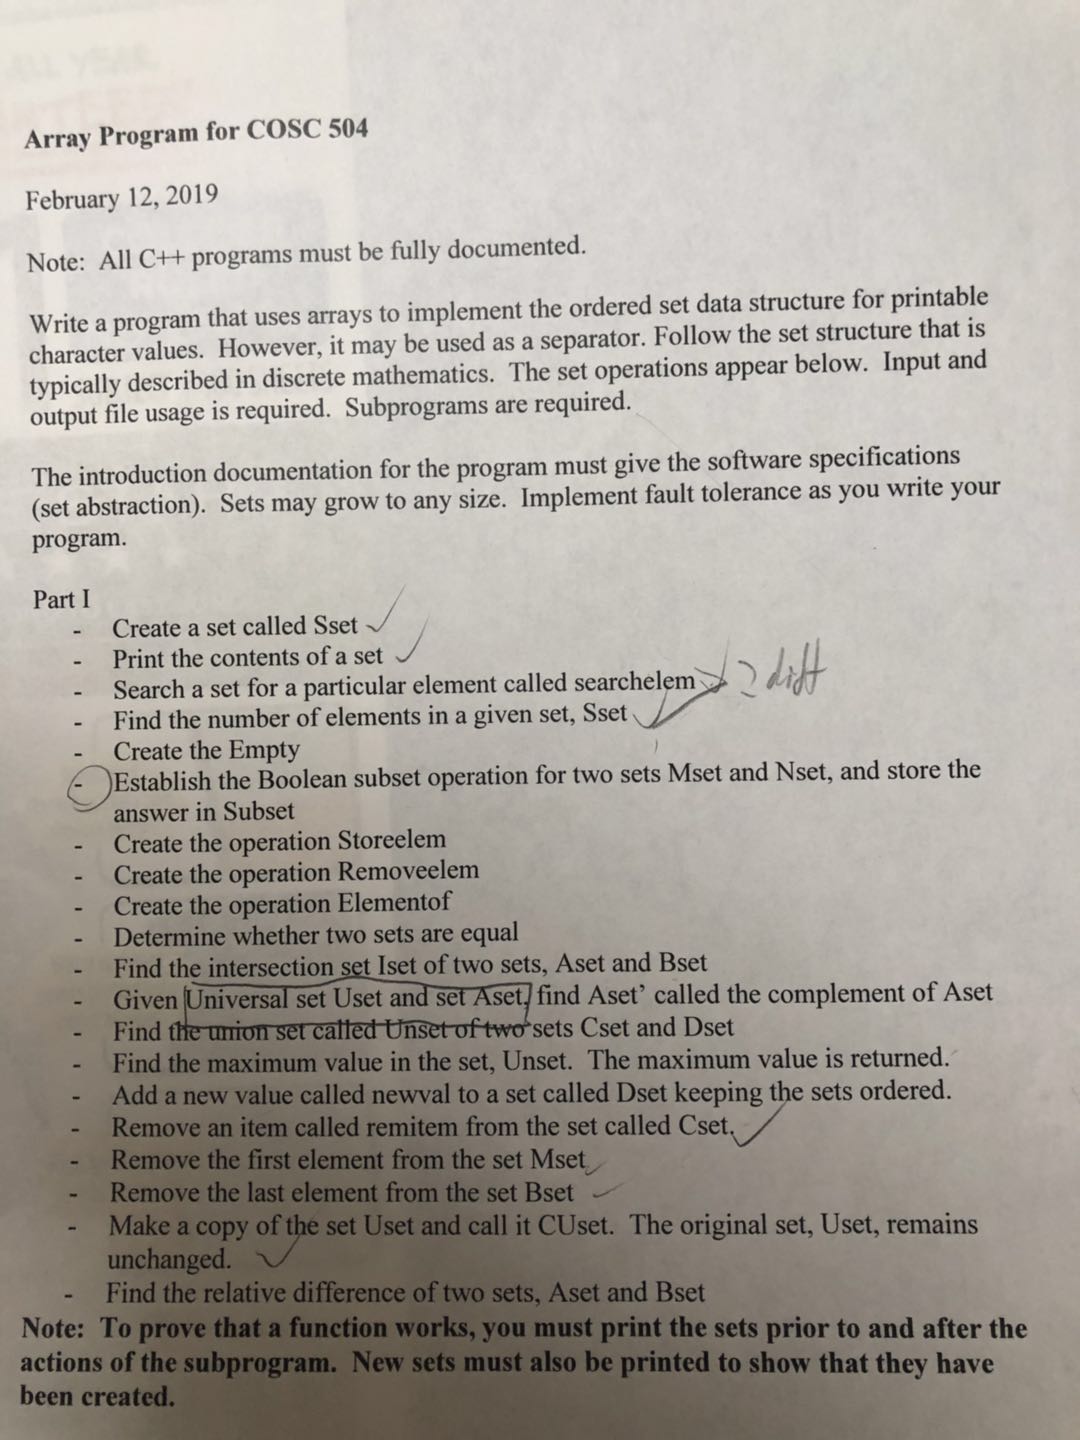 Array Program for COSC 504
February 12, 2019
Note: All C++ programs must be fully documented.
Write a program that uses arrays to implement the ordered set data structure for printable
character values. However, it may be used as a separator. Follow the set structure that is
typically described in discrete mathematics. The set operations appear below. Input and
output file usage is required. Subprograms are required.
The introduction documentation for the program must give the software specifications
(set abstraction). Sets may grow to any size. Implement fault tolerance as you write your
program.
Part I
- Create a set called Sset
- Print the contents of a set
- Search a set for a particular element called searchelem ? diff
- Find the number of elements in a given set, Sset
- Create the Empty
- Establish the Boolean subset operation for two sets Mset and Nset, and store the
answer in Subset
- Create the operation Storeelem
- Create the operation Removeelem
- Create the operation Elementof
- Determine whether two sets are equal
- Find the intersection set Iset of two sets, Aset and Bset
- Given Universal set Uset and set Aset, find Aset’ called the complement of Aset
- Find the union set called Unset of two sets Cset and Dset
- Find the maximum value in the set, Unset. The maximum value is returned.
- Add a new value called newval to a set called Dset keeping the sets ordered.
- Remove an item called remitem from the set called Cset.
- Remove the first element from the set Mset
- Remove the last element from the set Bset
- Make a copy of the set Uset and call it CUset. The original set, Uset, remains
unchanged.
- Find the relative difference of two sets, Aset and Bset
Note: To prove that a function works, you must print the sets prior to and after the
actions of the subprogram. New sets must also be printed to show that they have
been created.